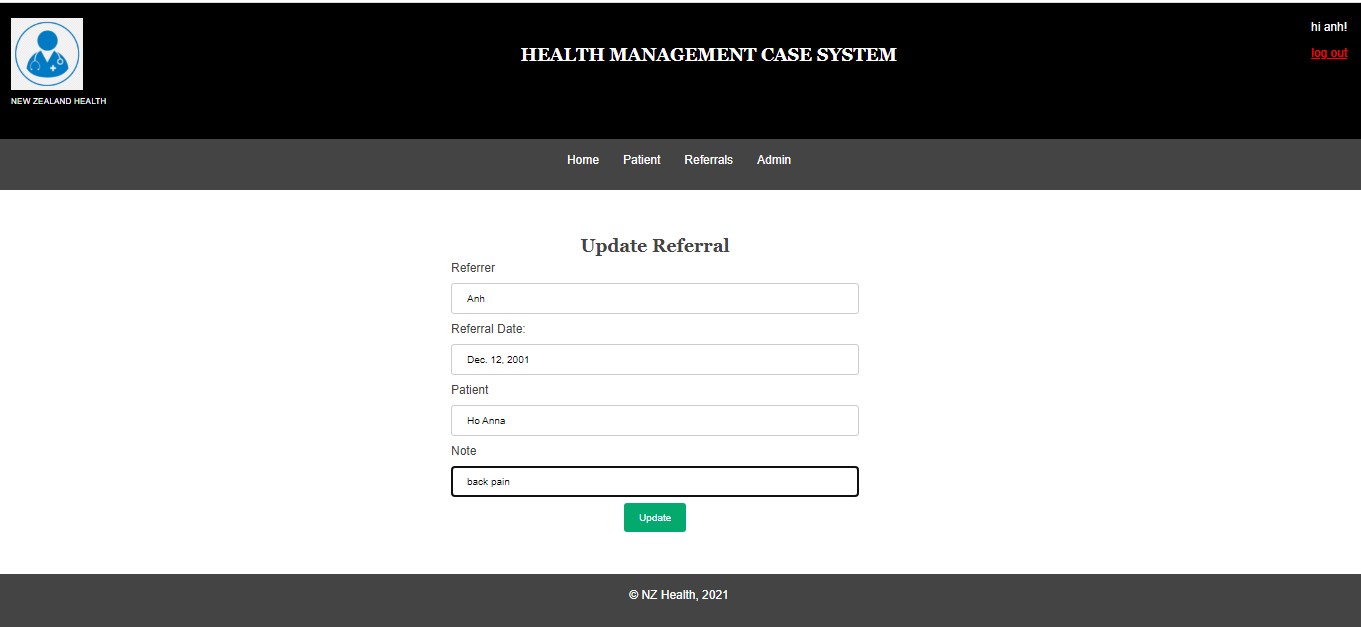 hi anh!
HEALTH MANAGEMENT CASE SYSTEM
log out
NEW ZEALAND HEALTH
Home Patient Referrals Admin
Update Referral
Referrer
Anh
Referral Date:
Dec. 12, 2001
Patient
Ho Anna
Note
back pain
Update
© NZ Health, 2021